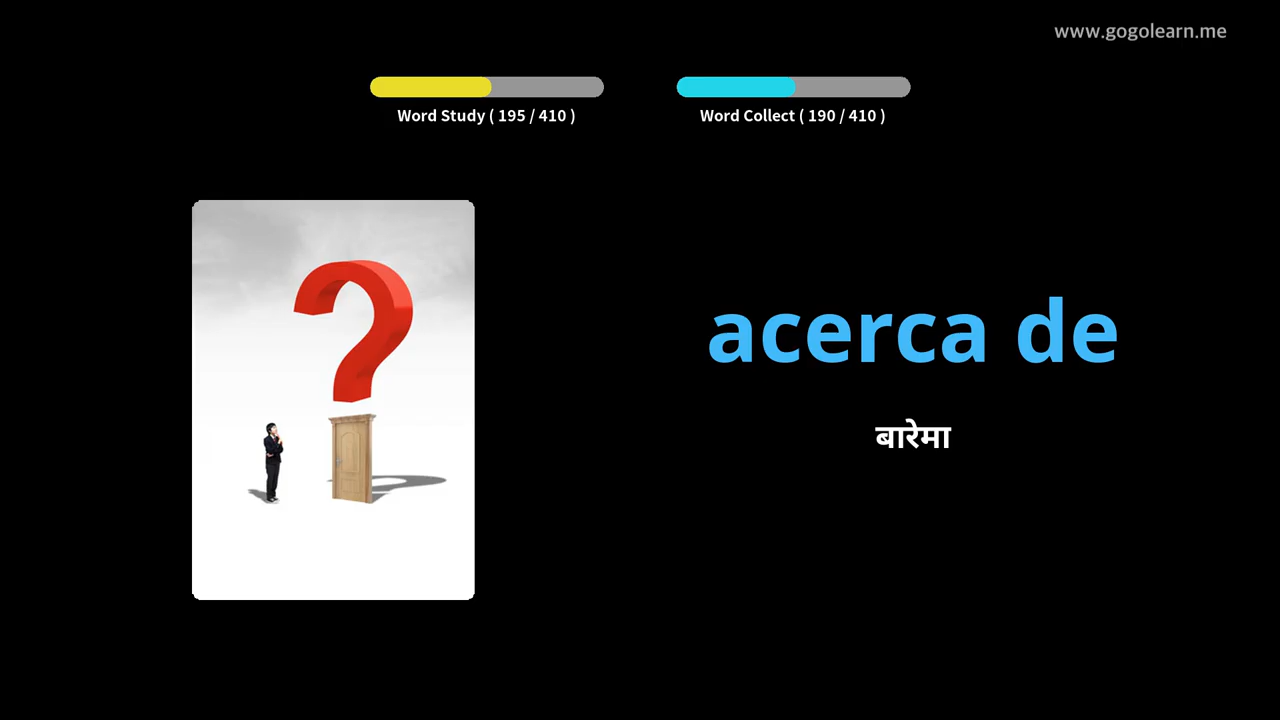 www.gogolearn.me
Word Study ( 195 / 410 )
Word Collect ( 190 / 410 )
acerca de
बारेमा